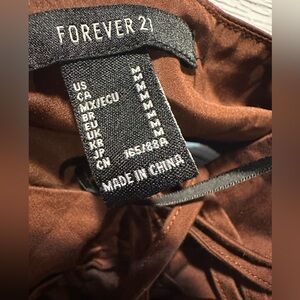 FOREVER 21
US M
CA M
MX/ECU M
BR M
EU M
UK M
KR M
JP M
CN 165/88A
MADE IN CHINA